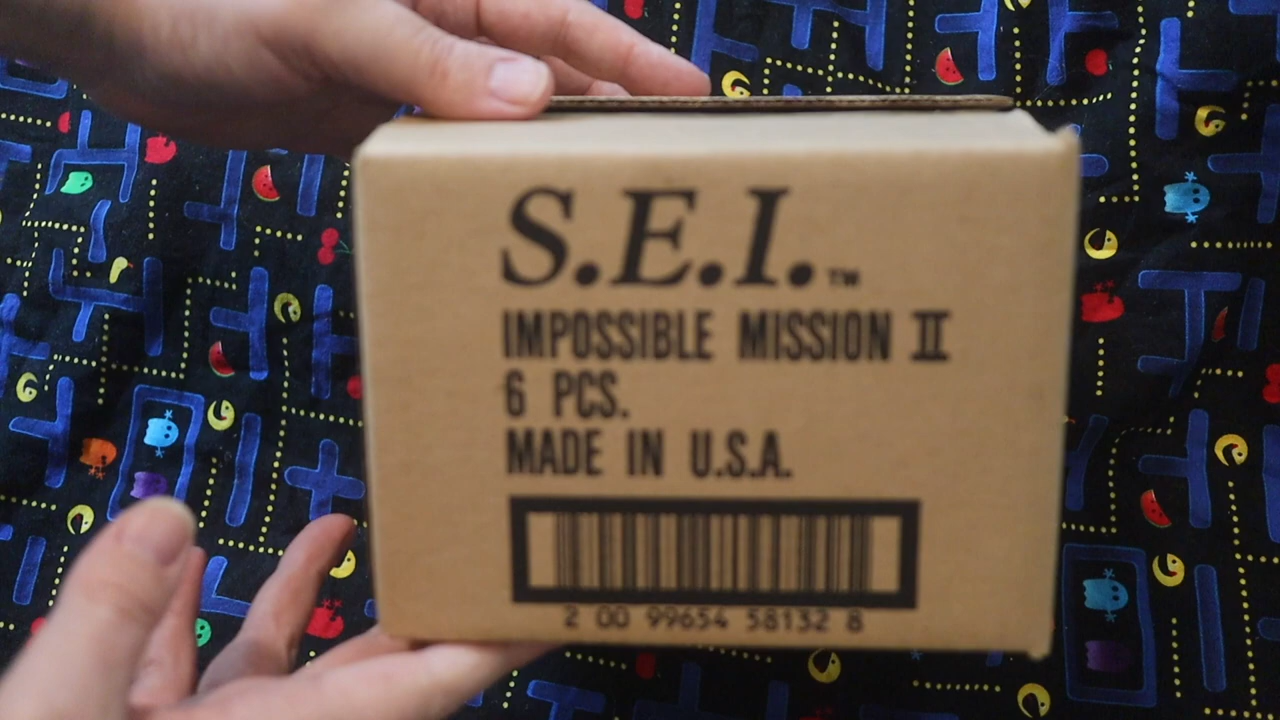 S.E.I.™
IMPOSSIBLE MISSION II
6 PCS.
MADE IN U.S.A.
2 00 99654 58132 8